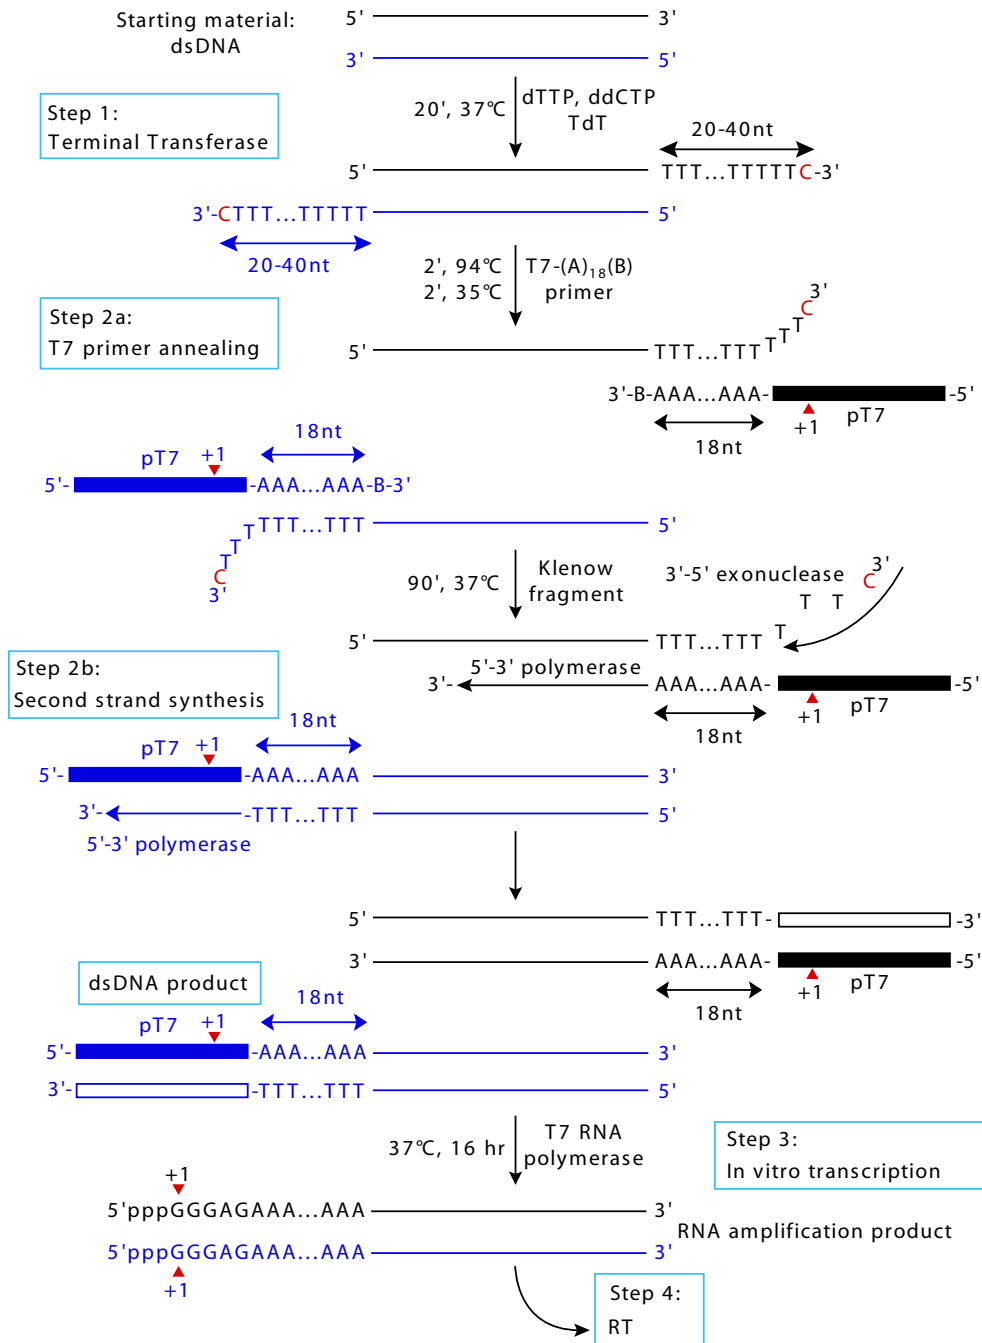 Starting material:
dsDNA
5' 3'
3' 5'
Step 1:
Terminal Transferase
20', 37℃
dTTP, ddCTP
TdT
20-40nt
5' TTT...TTTTTC-3'
3'-CTTT...TTTTT 5'
20-40nt
2', 94℃
2', 35℃
T7-(A)18(B)
primer
Step 2a:
T7 primer annealing
5' TTT...TTTTTTC3'
3'-B-AAA...AAA- -5'
+1 pT7
18nt
18nt
pT7 +1
5'- -AAA...AAA-B-3'
TTTTTT...TTT 5'
C
3'
90', 37℃
Klenow
fragment
3'-5' exonuclease
C3'
T T
T
5' TTT...TTT
Step 2b:
Second strand synthesis
5'-3' polymerase
3'- AAA...AAA- -5'
+1 pT7
18nt
18nt
pT7 +1
5'- -AAA...AAA 3'
3'- -TTT...TTT 5'
5'-3' polymerase
5' TTT...TTT- -3'
3' AAA...AAA- -5'
+1 pT7
18nt
dsDNA product
18nt
pT7 +1
5'- -AAA...AAA 3'
3'- -TTT...TTT 5'
37℃, 16 hr
T7 RNA
polymerase
Step 3:
In vitro transcription
+1
5'pppGGGAGAAA...AAA 3'
RNA amplification product
5'pppGGGAGAAA...AAA 3'
+1
Step 4:
RT